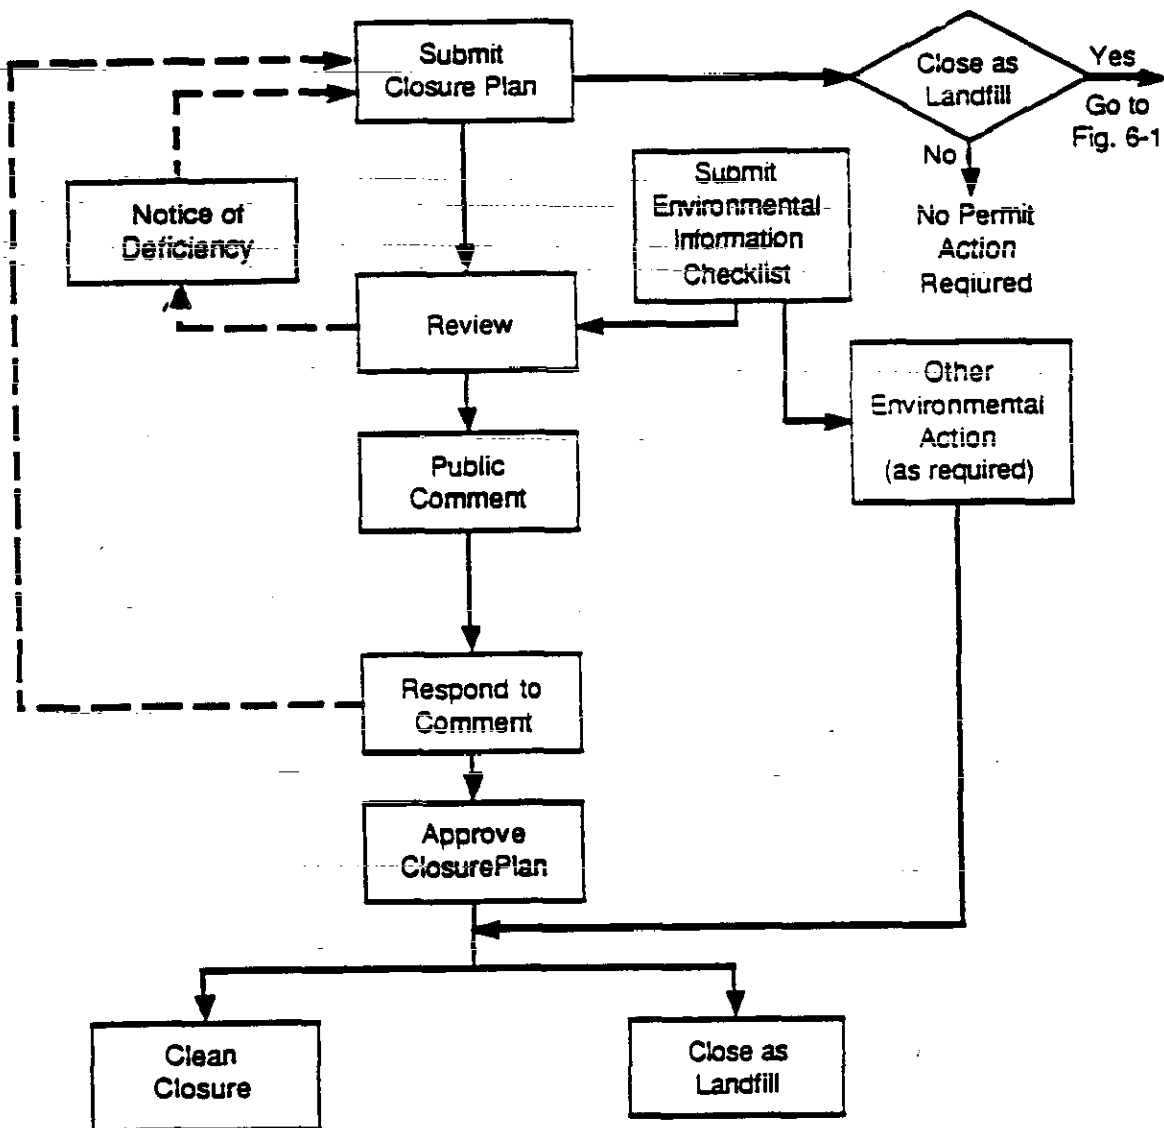 Submit
Closure Plan
Close as
Landfill
Yes
Go to
Fig. 6-1
No
No Permit
Action
Reqiured
Submit
Environmental
Information
Checklist
Notice of
Deficiency
Review
Other
Environmental
Action
(as required)
Public
Comment
Respond to
Comment
Approve
ClosurePlan
Clean
Closure
Close as
Landfill